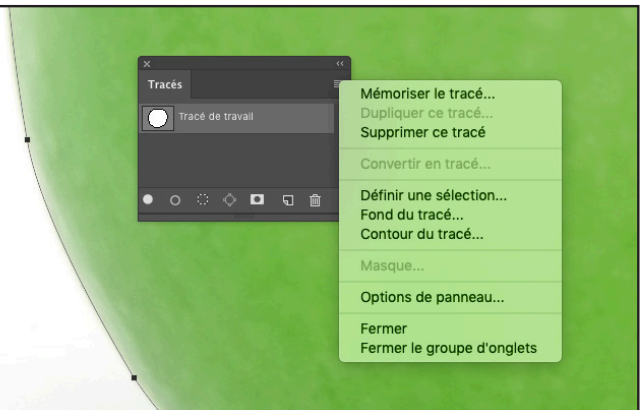 Tracés
Tracé de travail
Mémoriser le tracé...
Dupliquer ce tracé...
Supprimer ce tracé
Convertir en tracé...
Définir une sélection...
Fond du tracé...
Contour du tracé...
Masque...
Options de panneau...
Fermer
Fermer le groupe d'onglets